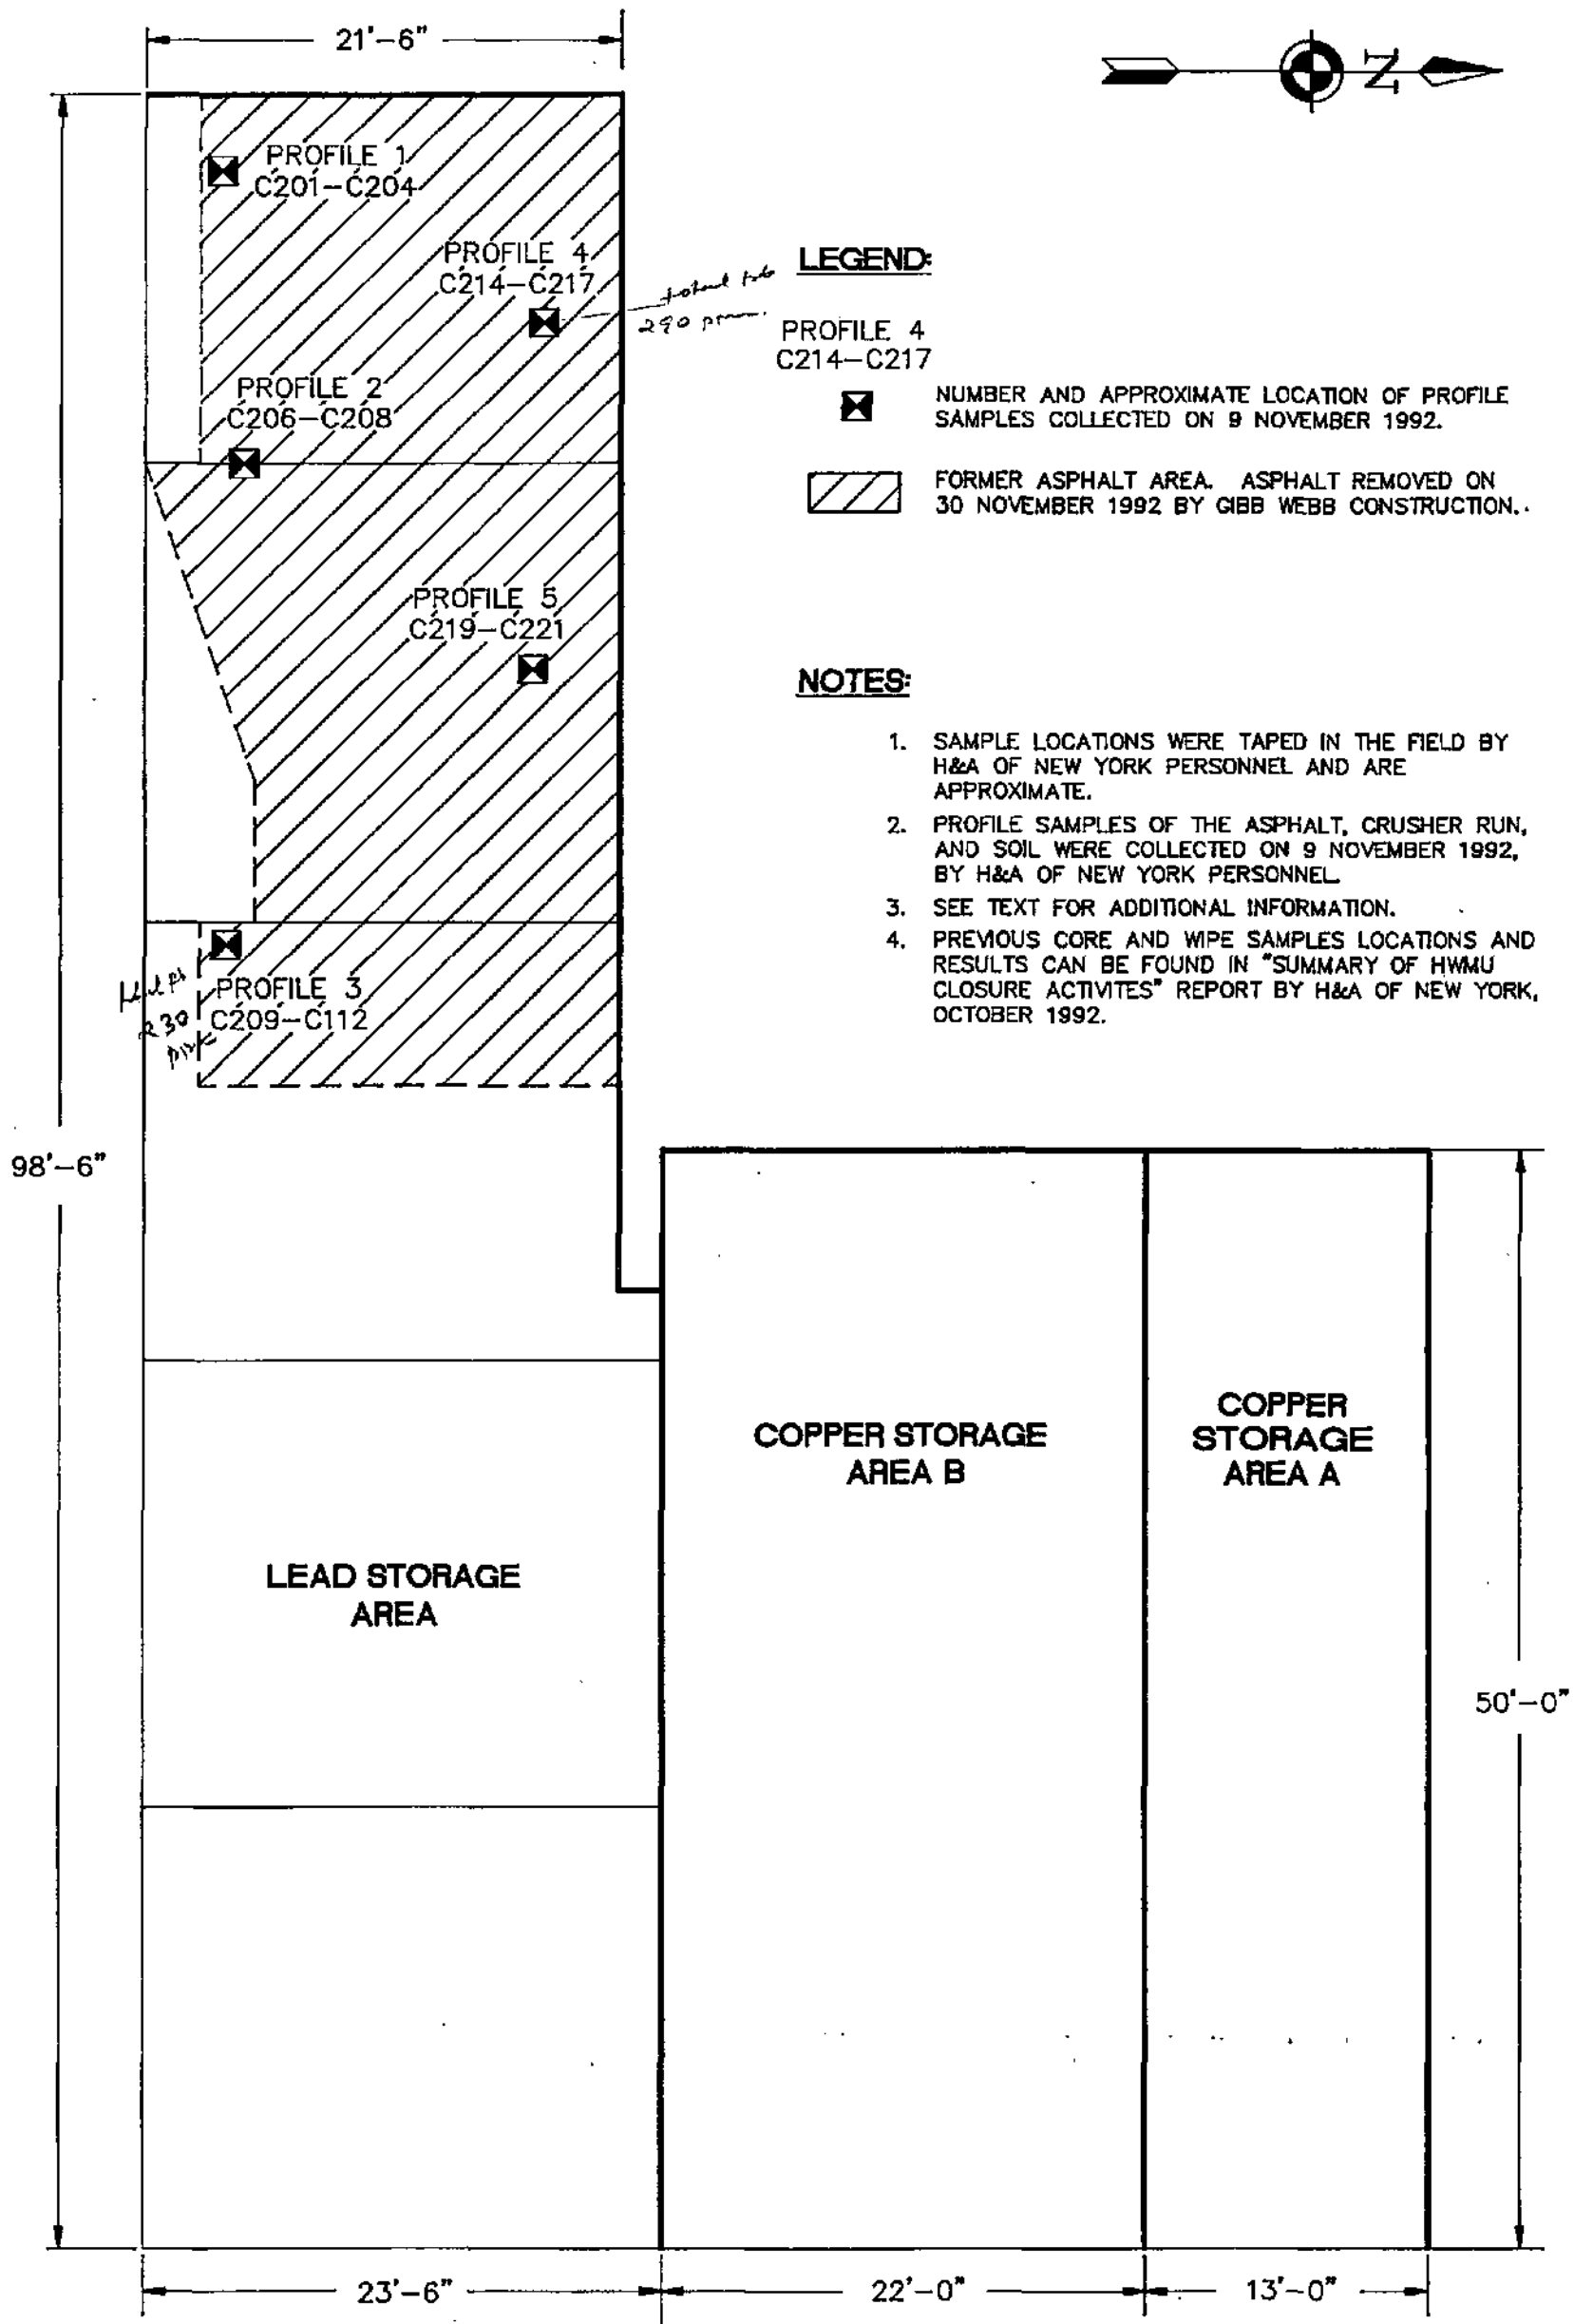 21'-6"
N
PROFILE 1
C201-C204
PROFILE 4
C214-C217
290
LEGEND:
PROFILE 4
C214-C217
NUMBER AND APPROXIMATE LOCATION OF PROFILE
SAMPLES COLLECTED ON 9 NOVEMBER 1992.
FORMER ASPHALT AREA. ASPHALT REMOVED ON
30 NOVEMBER 1992 BY GIBB WEBB CONSTRUCTION.
PROFILE 2
C206-C208
PROFILE 5
C219-C221
NOTES:
1. SAMPLE LOCATIONS WERE TAPED IN THE FIELD BY
H&A OF NEW YORK PERSONNEL AND ARE
APPROXIMATE.
2. PROFILE SAMPLES OF THE ASPHALT, CRUSHER RUN,
AND SOIL WERE COLLECTED ON 9 NOVEMBER 1992,
BY H&A OF NEW YORK PERSONNEL
3. SEE TEXT FOR ADDITIONAL INFORMATION.
4. PREVIOUS CORE AND WIPE SAMPLES LOCATIONS AND
RESULTS CAN BE FOUND IN "SUMMARY OF HWMU
CLOSURE ACTIVITES" REPORT BY H&A OF NEW YORK,
OCTOBER 1992.
PROFILE 3
C209-C112
230
98'-6"
COPPER STORAGE
AREA B
COPPER
STORAGE
AREA A
LEAD STORAGE
AREA
50'-0"
23'-6"
22'-0"
13'-0"